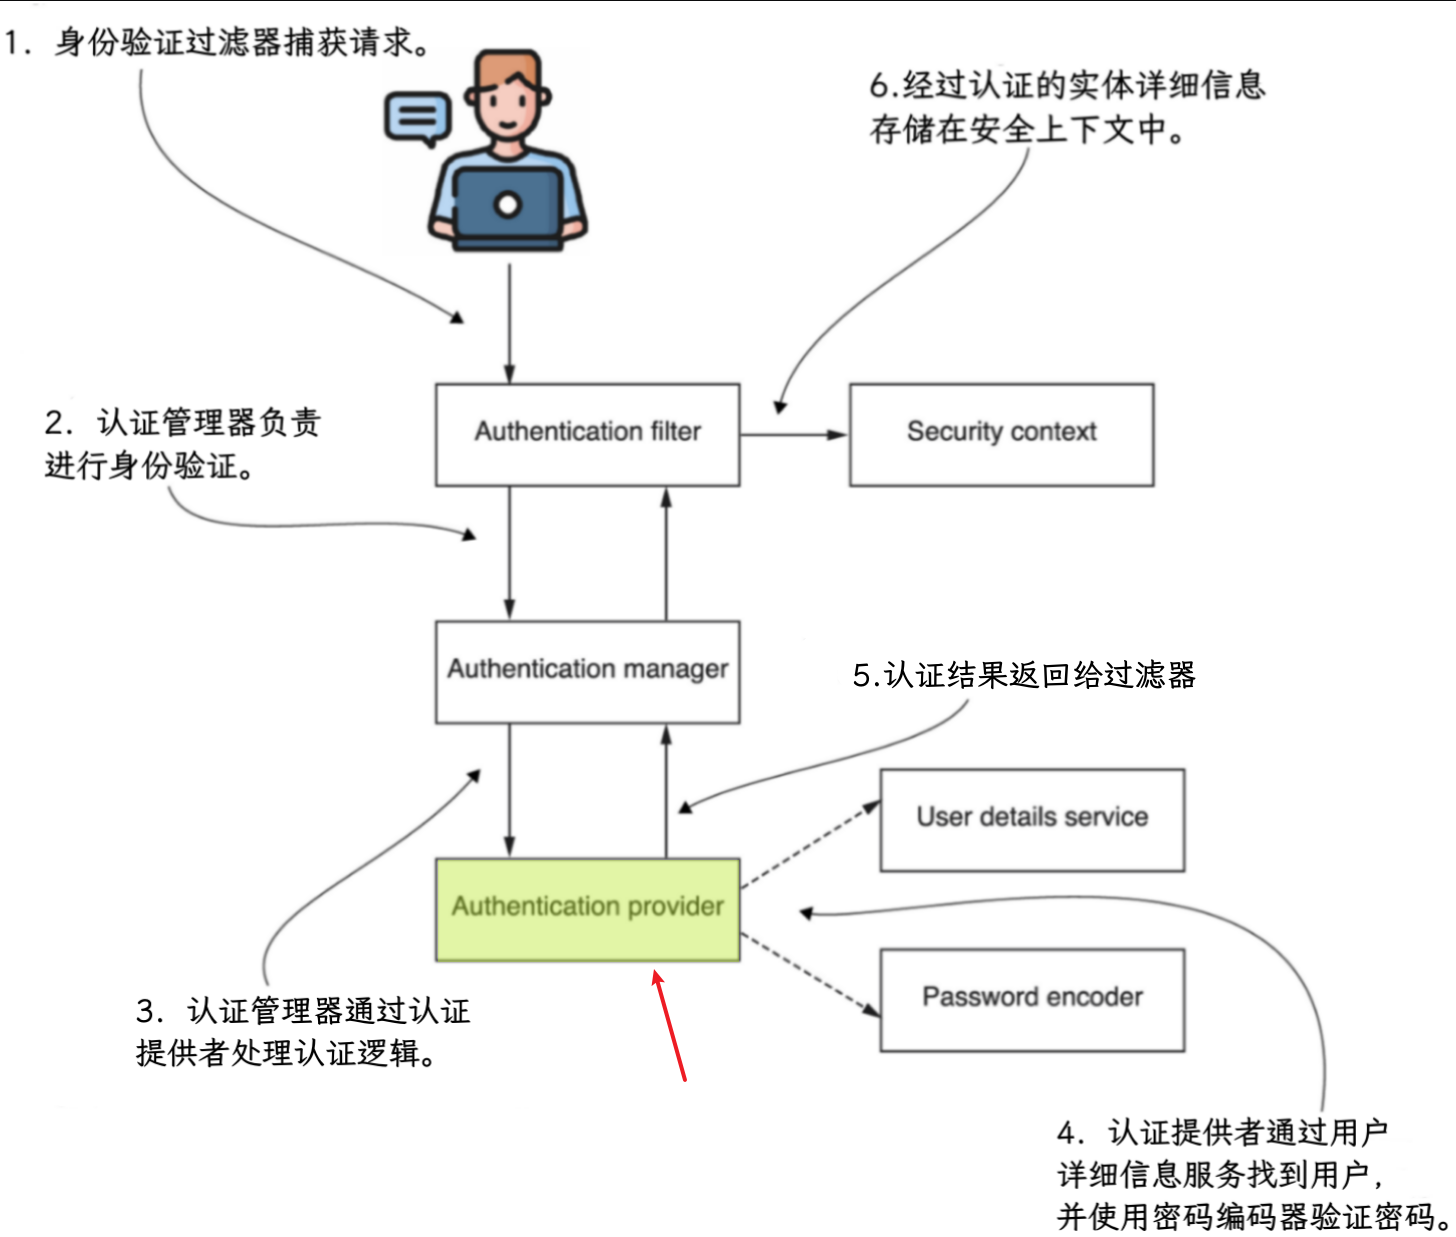 1. 身份验证过滤器捕获请求。
6.经过认证的实体详细信息
存储在安全上下文中。
2. 认证管理器负责
进行身份验证。
Authentication filter
Security context
Authentication manager
5.认证结果返回给过滤器
User details service
Authentication provider
Password encoder
3. 认证管理器通过认证
提供者处理认证逻辑。
4. 认证提供者通过用户
详细信息服务找到用户，
并使用密码编码器验证密码。